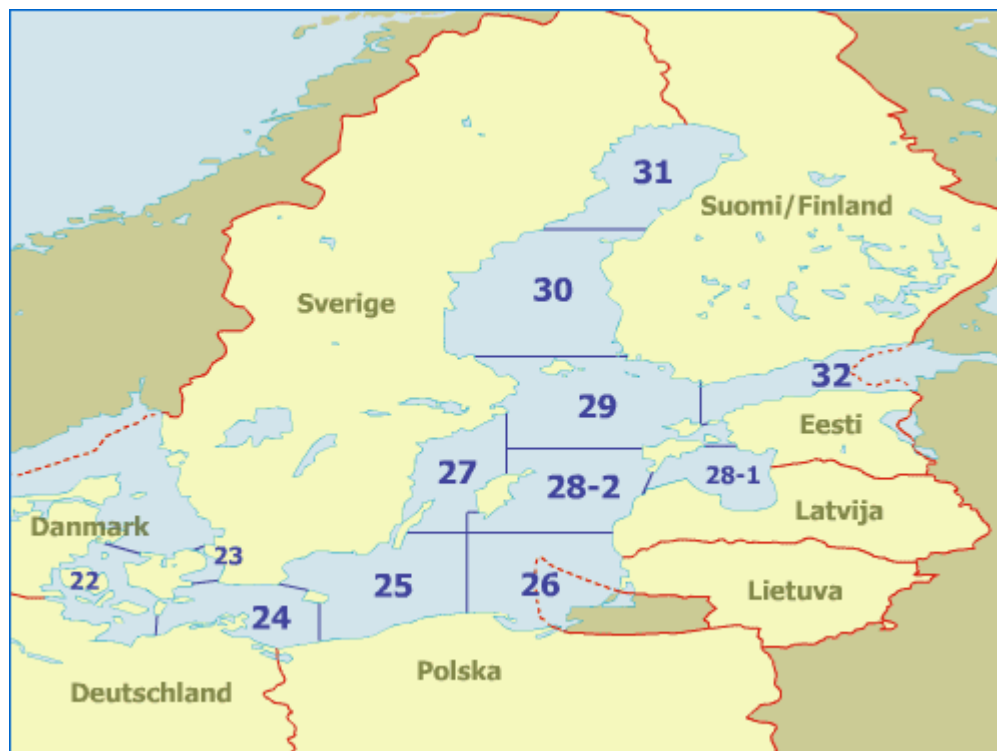 31
Suomi/Finland
30
Sverige
32
29
Eesti
27
28-2
28-1
Latvija
Danmark
23
22
25
26
Lietuva
24
Polska
Deutschland